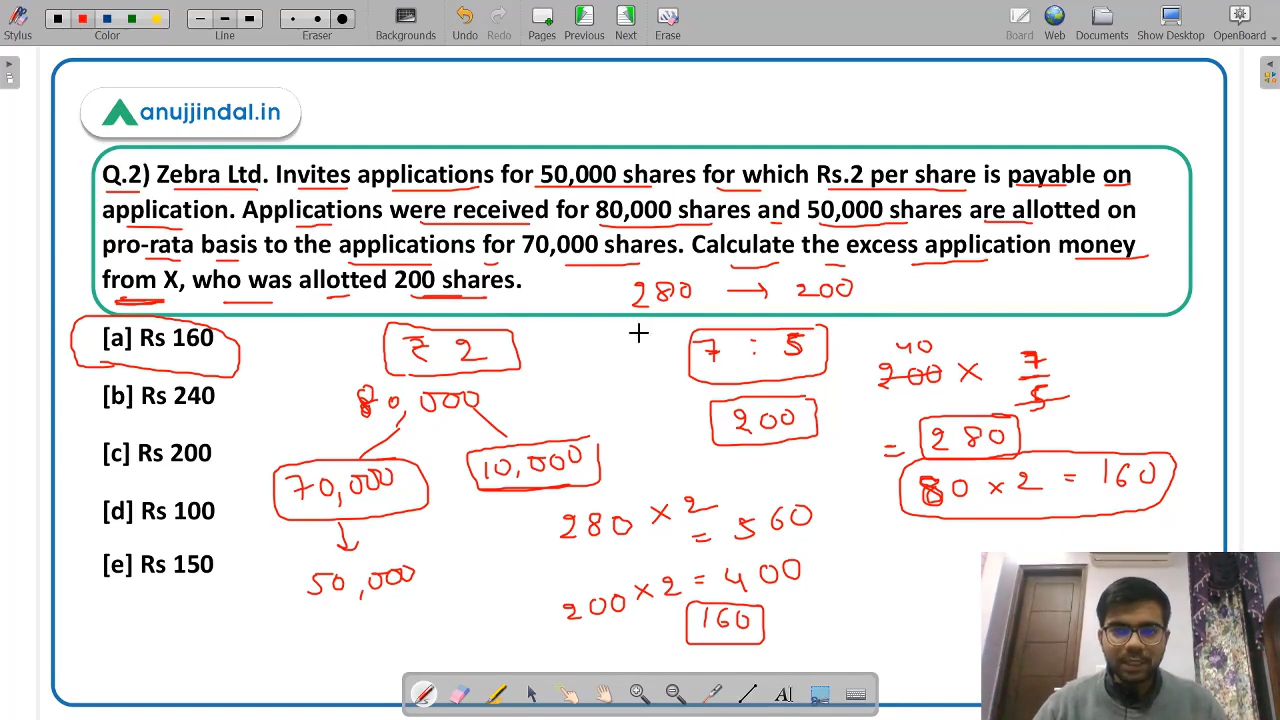 Stylus
Color
Line
Eraser
Backgrounds
Undo
Redo
Pages
Previous
Next
Erase
Board
Web
Documents
Show Desktop
OpenBoard
anujjindal.in
Q.2) Zebra Ltd. Invites applications for 50,000 shares for which Rs.2 per share is payable on
application. Applications were received for 80,000 shares and 50,000 shares are allotted on
pro-rata basis to the applications for 70,000 shares. Calculate the excess application money
from X, who was allotted 200 shares.
280 → 200
[a] Rs 160
[b] Rs 240
[c] Rs 200
[d] Rs 100
[e] Rs 150
₹ 2
80,000
70,000
10,000
50,000
7 : 5
200
280 × 2
= 560
200 × 2 = 400
160
40
200 × 7/5
= 280
80 × 2 = 160
A